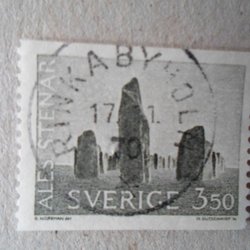 RINKABYHOLM
17 1.
70
ALES STENAR
SVERIGE 3.50